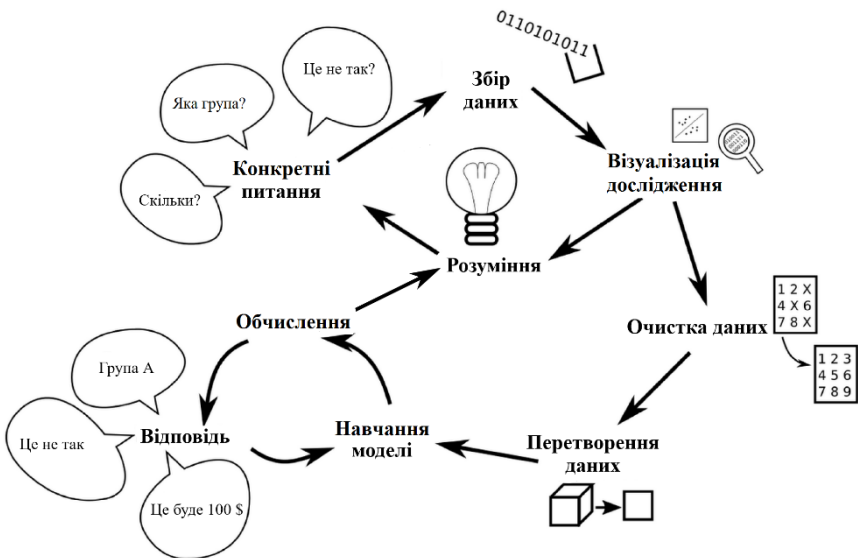 0110101011
Це не так?
Збір
даних
Яка група?
Конкретні
питання
Скільки?
Візуалізація
дослідження
Розуміння
Обчислення
Очистка даних
1 2 X
4 X 6
7 8 X
1 2 3
4 5 6
7 8 9
Група А
Це не так
Відповідь
Навчання
моделі
Перетворення
даних
Це буде 100 $